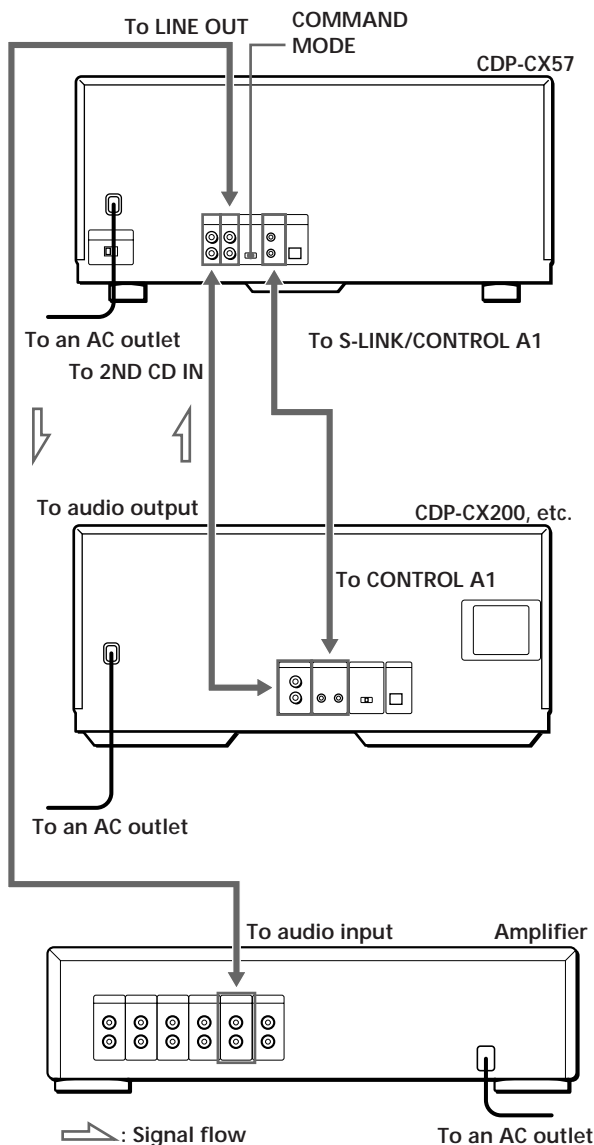 To LINE OUT
COMMAND
MODE
CDP-CX57
To an AC outlet
To S-LINK/CONTROL A1
To 2ND CD IN
To audio output
CDP-CX200, etc.
To CONTROL A1
To an AC outlet
To audio input
Amplifier
: Signal flow
To an AC outlet